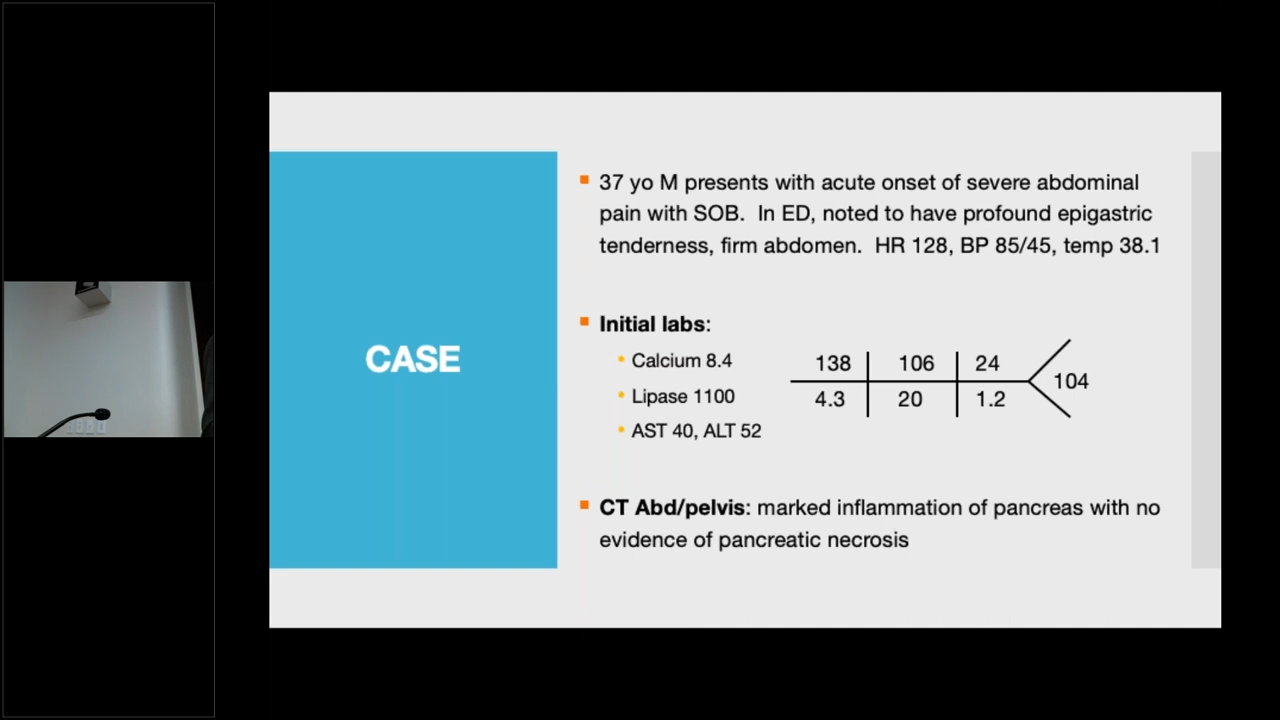 CASE
37 yo M presents with acute onset of severe abdominal
pain with SOB. In ED, noted to have profound epigastric
tenderness, firm abdomen. HR 128, BP 85/45, temp 38.1
Initial labs:
Calcium 8.4
Lipase 1100
AST 40, ALT 52
138 106 24
104
4.3 20 1.2
CT Abd/pelvis: marked inflammation of pancreas with no
evidence of pancreatic necrosis